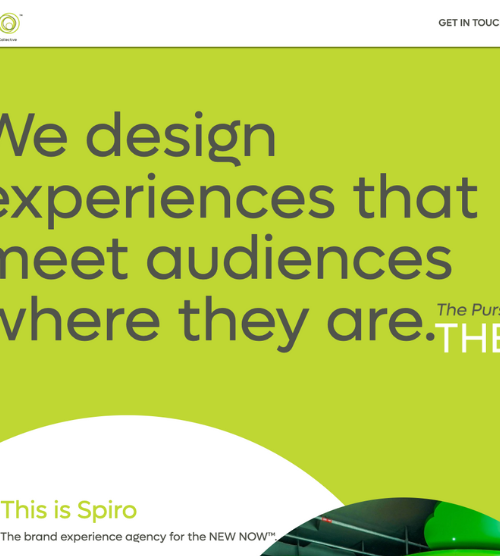 GET IN TOUC
We design
experiences that
meet audiences
where they are.
The Purs
THE
This is Spiro
The brand experience agency for the NEW NOW™.